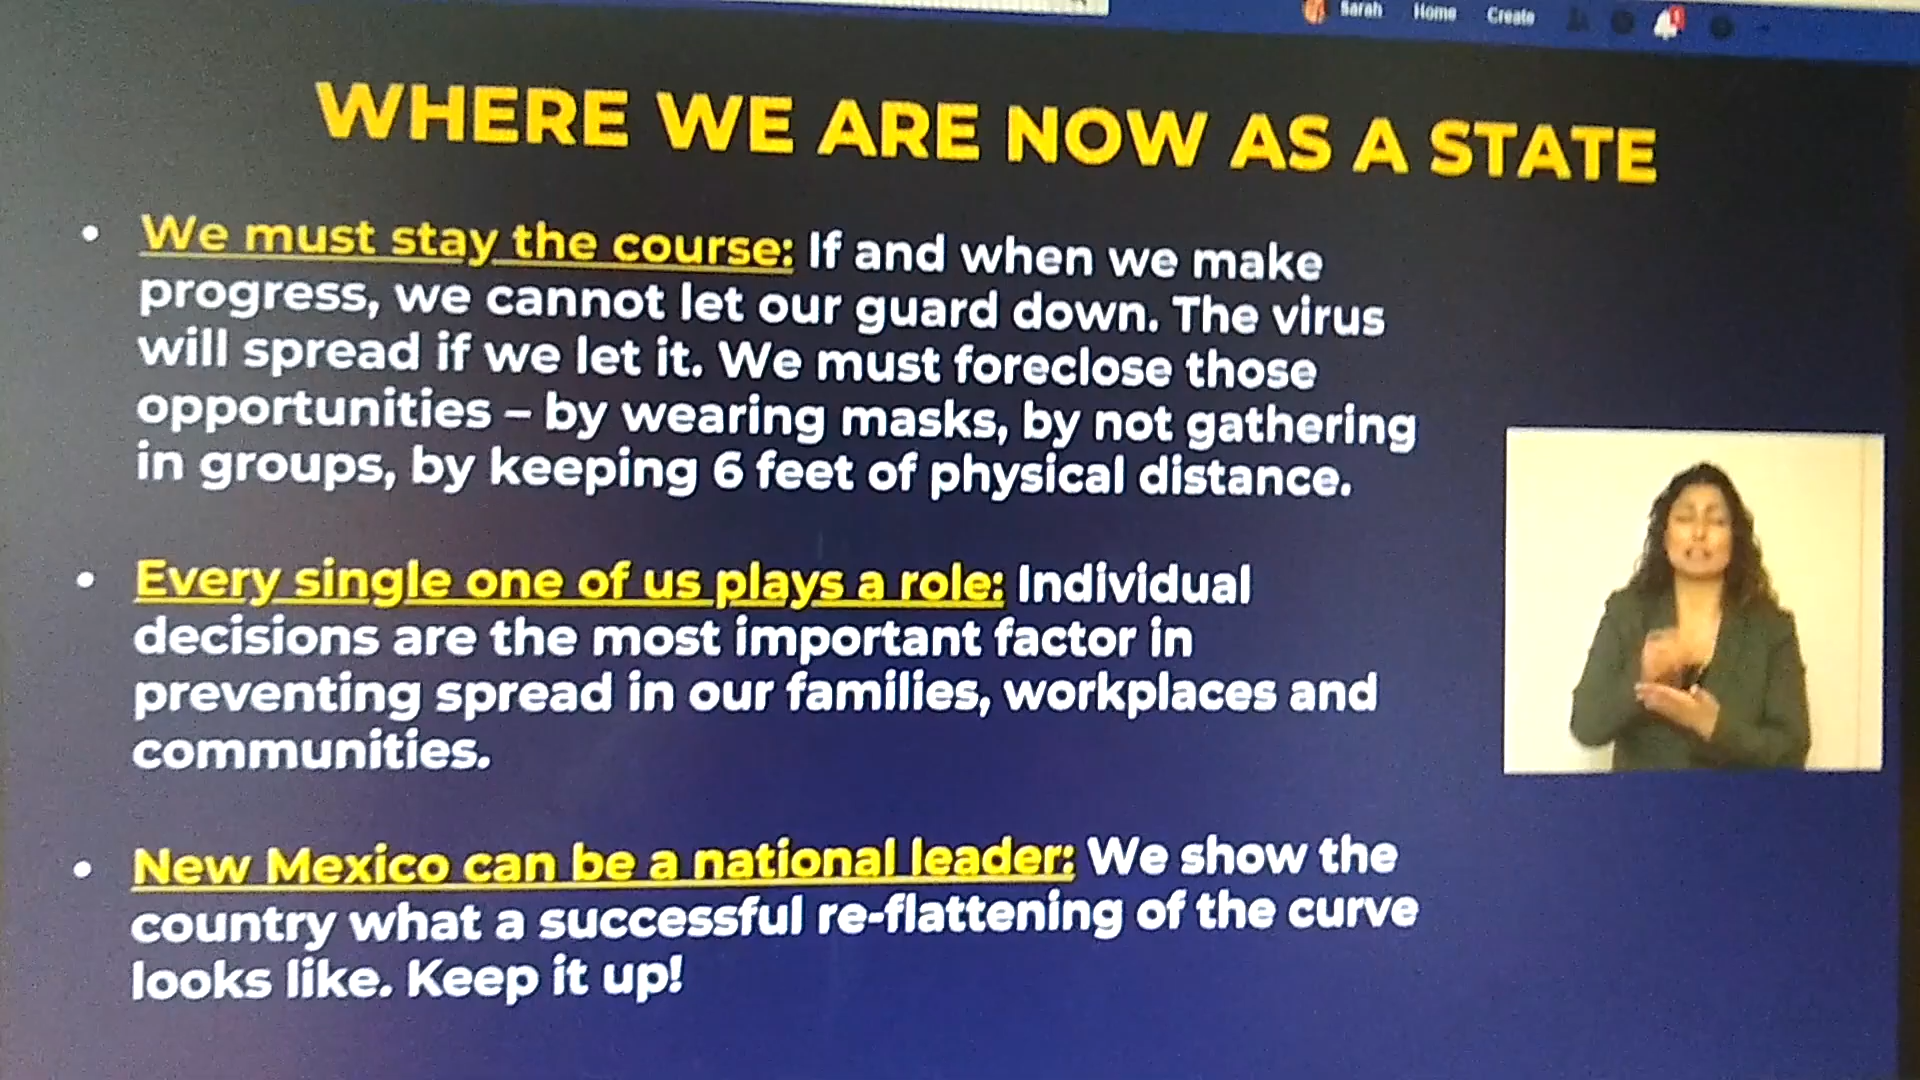 Sarah Home Create
WHERE WE ARE NOW AS A STATE
• We must stay the course: If and when we make
progress, we cannot let our guard down. The virus
will spread if we let it. We must foreclose those
opportunities – by wearing masks, by not gathering
in groups, by keeping 6 feet of physical distance.
• Every single one of us plays a role: Individual
decisions are the most important factor in
preventing spread in our families, workplaces and
communities.
• New Mexico can be a national leader: We show the
country what a successful re-flattening of the curve
looks like. Keep it up!